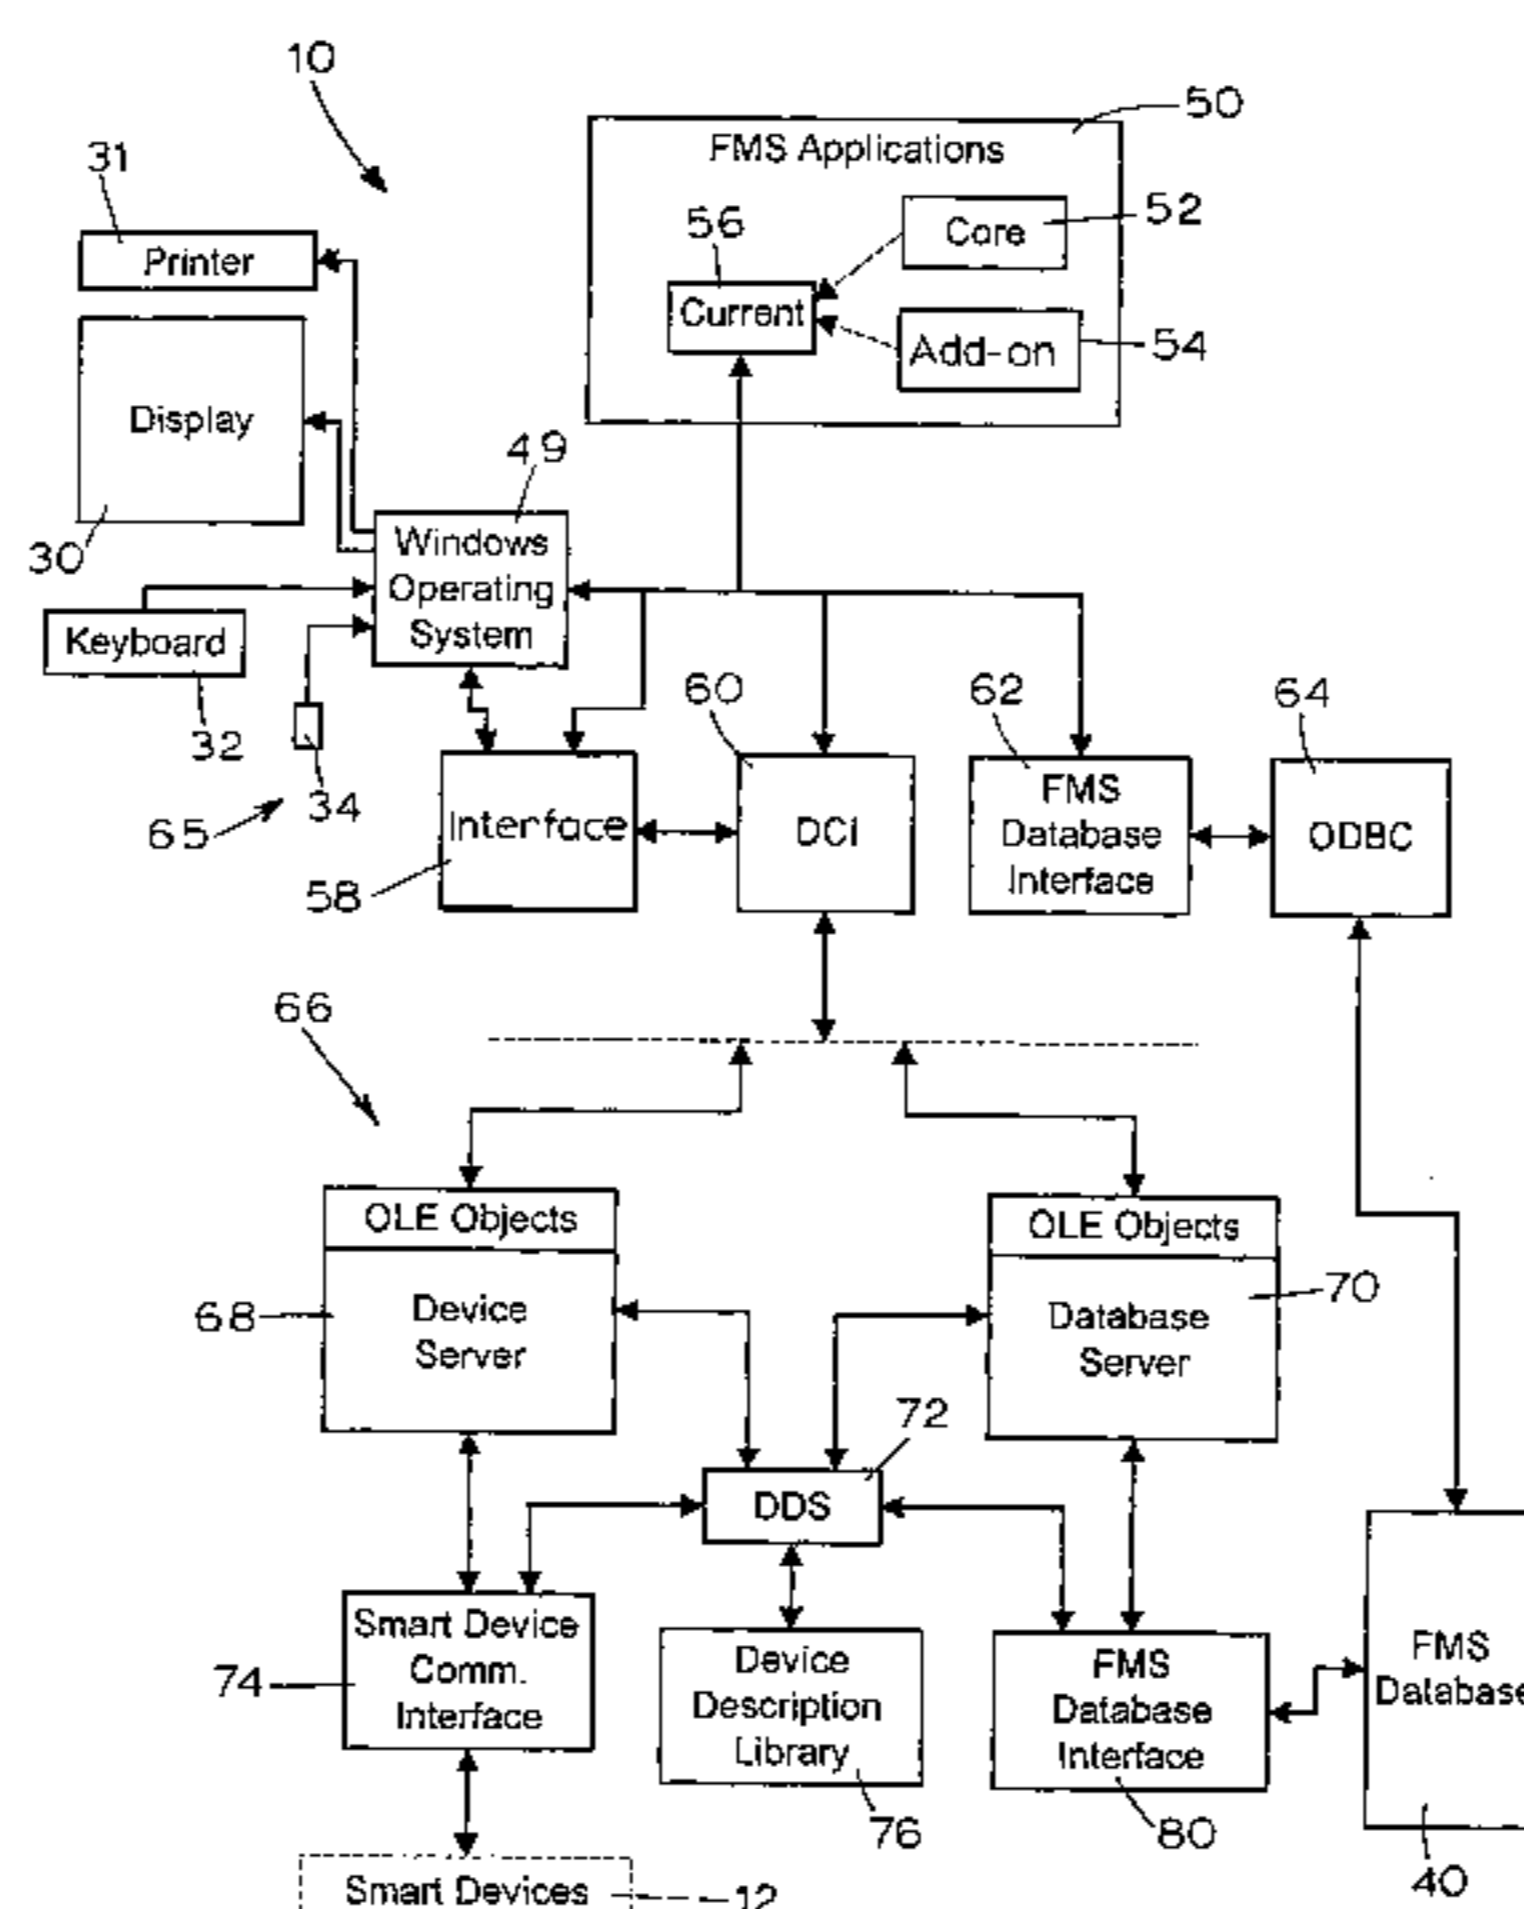 10
50
FMS Applications
31
52
Core
56
Printer
Current
54
Add-on
Display
49
Windows
Operating
System
30
Keyboard
32
34
65
60
62
64
Interface
58
DCI
FMS
Database
Interface
ODBC
66
OLE Objects
OLE Objects
68
Device
Server
70
Database
Server
72
DDS
Smart Device
Comm.
Interface
74
Device
Description
Library
76
FMS
Database
Interface
80
FMS
Database
40
Smart Devices
12